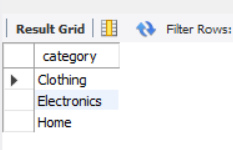 Result Grid Filter Rows:
category
Clothing
Electronics
Home